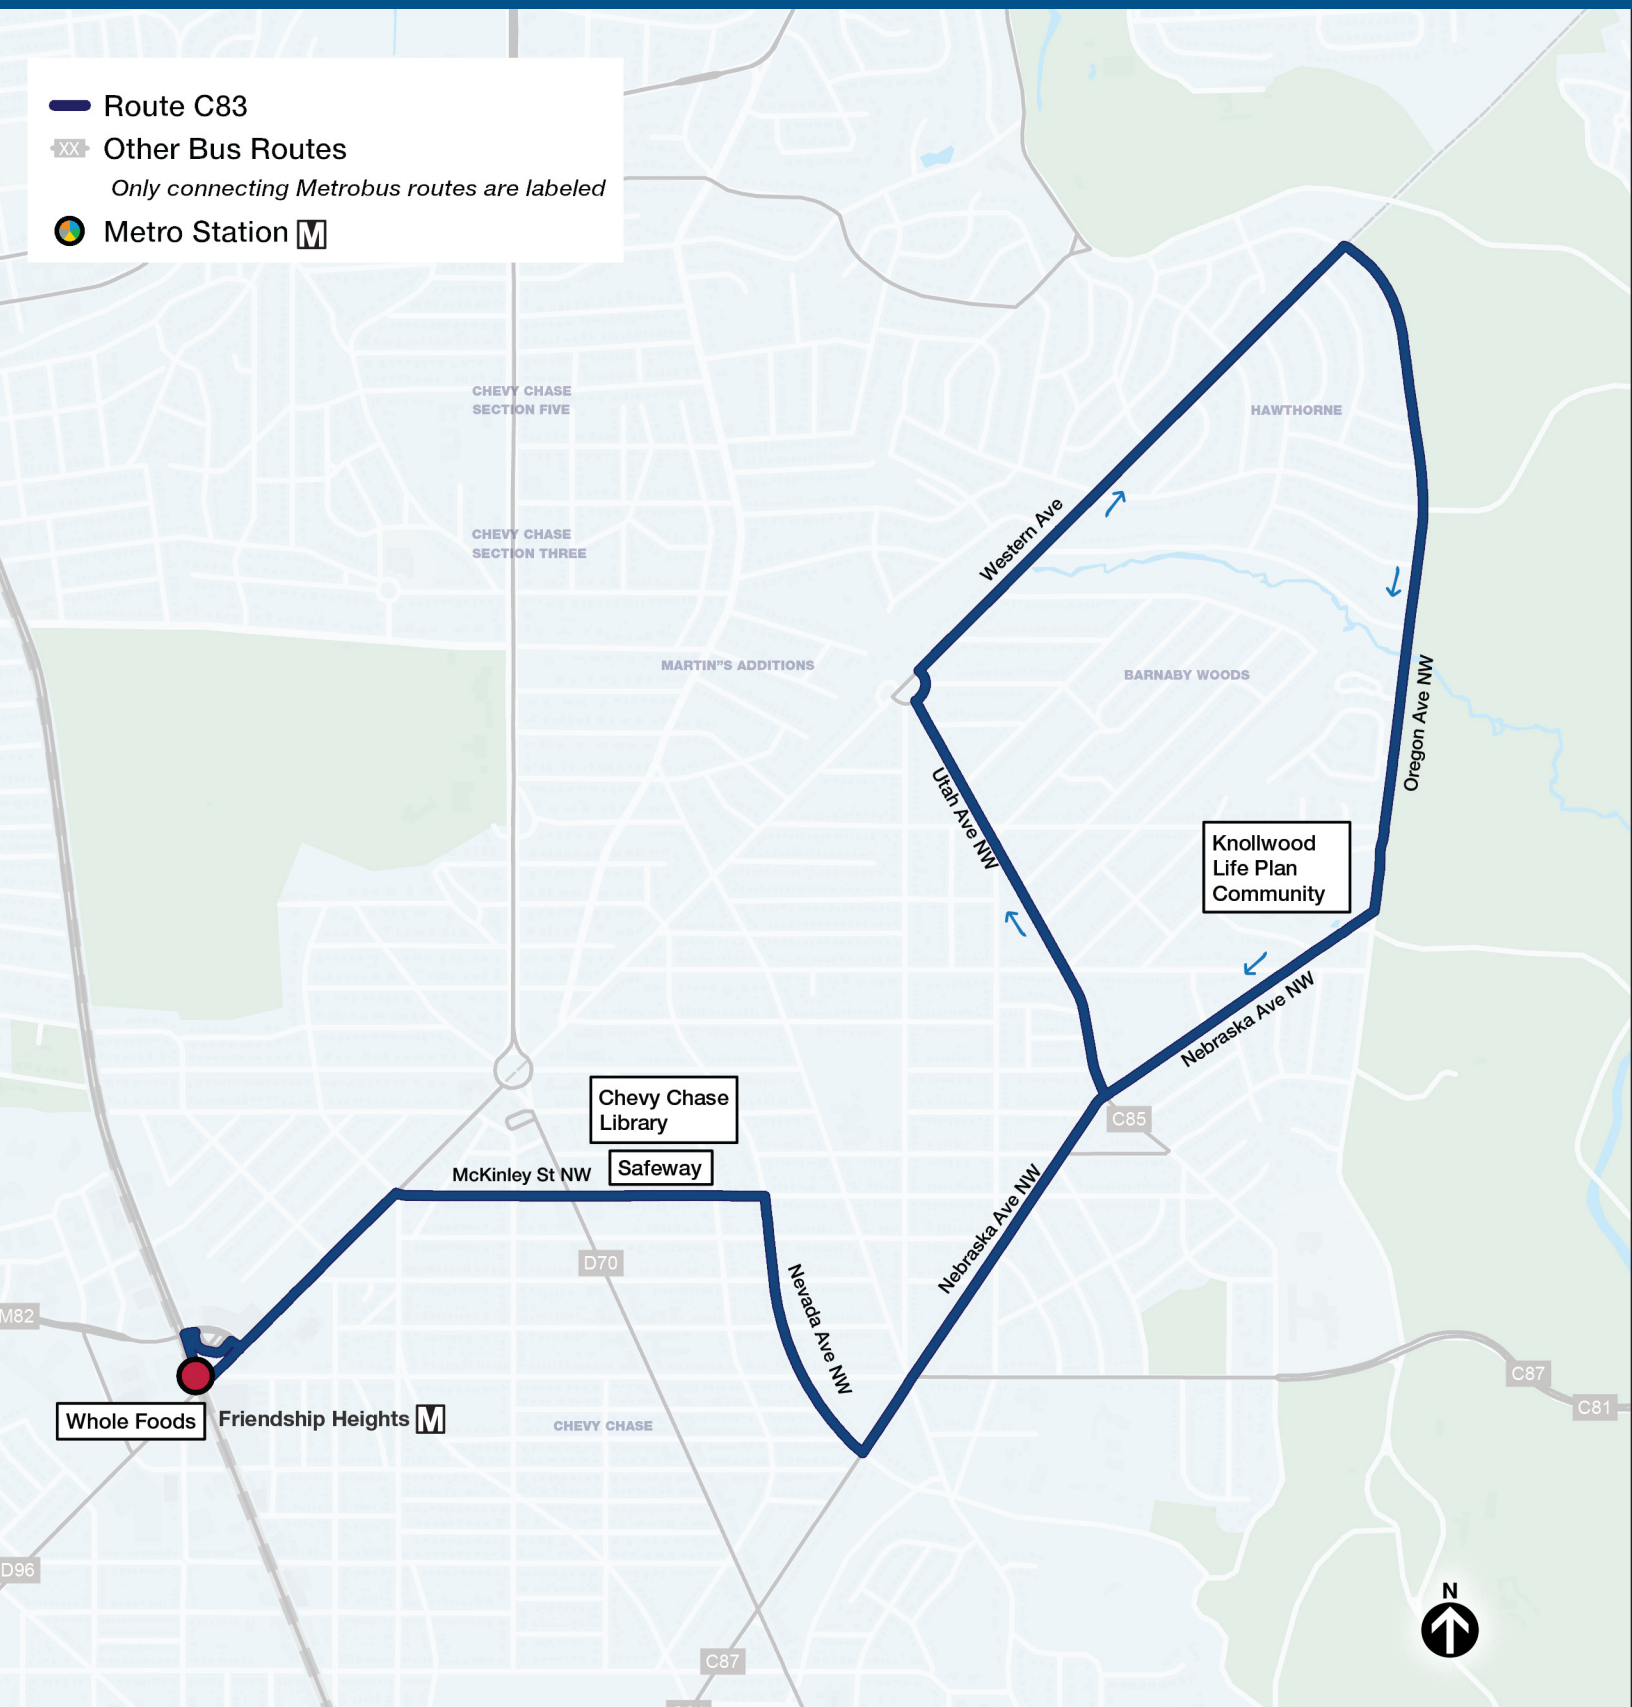 Route C83
XX
Other Bus Routes
Only connecting Metrobus routes are labeled
Metro Station M
CHEVY CHASE
SECTION FIVE
HAWTHORNE
CHEVY CHASE
SECTION THREE
Western Ave
MARTIN"S ADDITIONS
BARNABY WOODS
Oregon Ave NW
Utah Ave NW
Knollwood
Life Plan
Community
Nebraska Ave NW
Chevy Chase
Library
C85
Safeway
McKinley St NW
Nebraska Ave NW
D70
Nevada Ave NW
M82
C87
C81
Whole Foods
Friendship Heights M
CHEVY CHASE
D96
N
C87